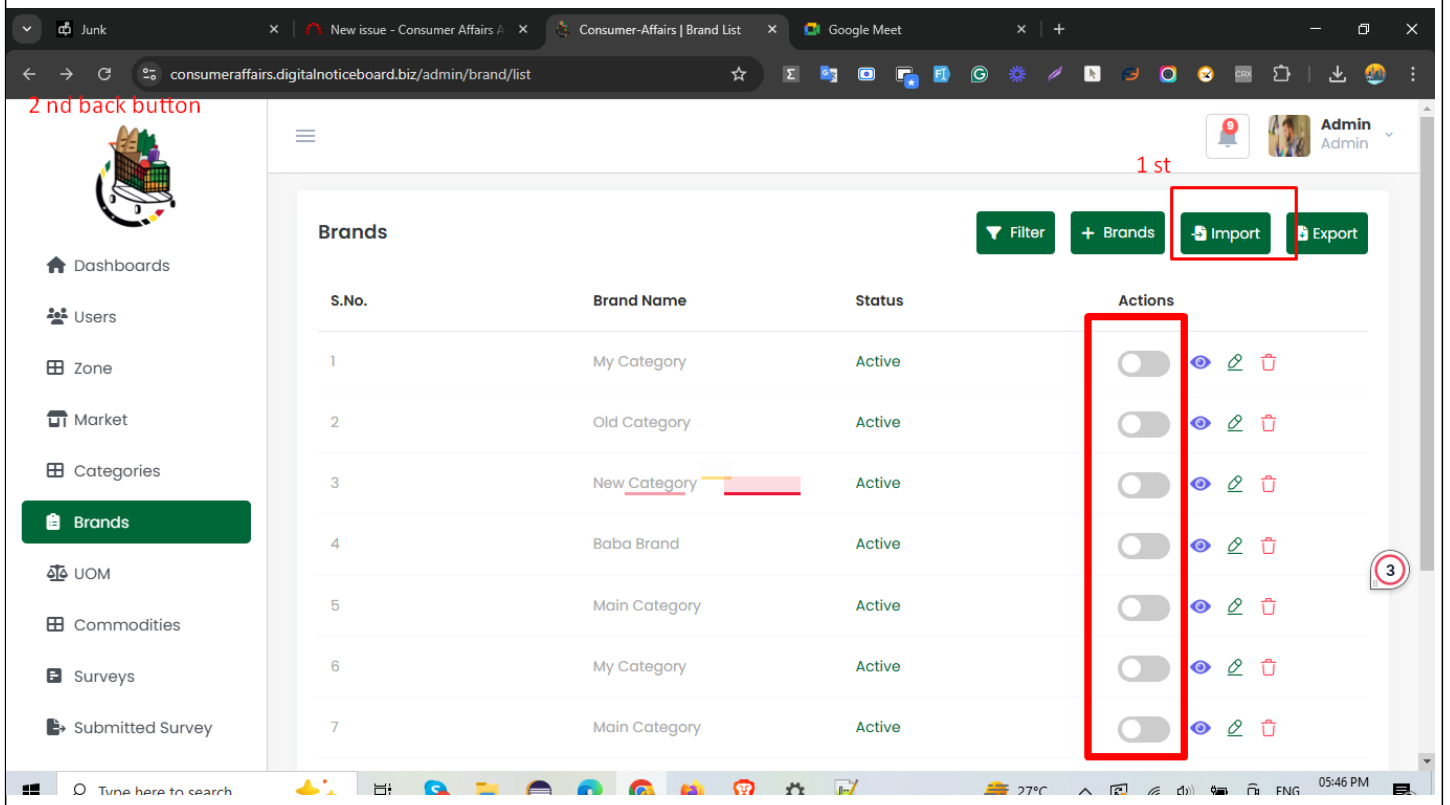 Junk
New issue - Consumer Affairs A
Consumer-Affairs | Brand List
Google Meet
consumeraffairs.digitalnoticeboard.biz/admin/brand/list
2 nd back button
9
Admin
Admin
1 st
Brands
Filter
+ Brands
Import
Export
Dashboards
Users
Zone
Market
Categories
Brands
UOM
Commodities
Surveys
Submitted Survey
S.No. Brand Name Status Actions
1 My Category Active
2 Old Category Active
3 New Category Active
4 Baba Brand Active
5 Main Category Active
6 My Category Active
7 Main Category Active
3
Type here to search
27°C
ENG
05:46 PM